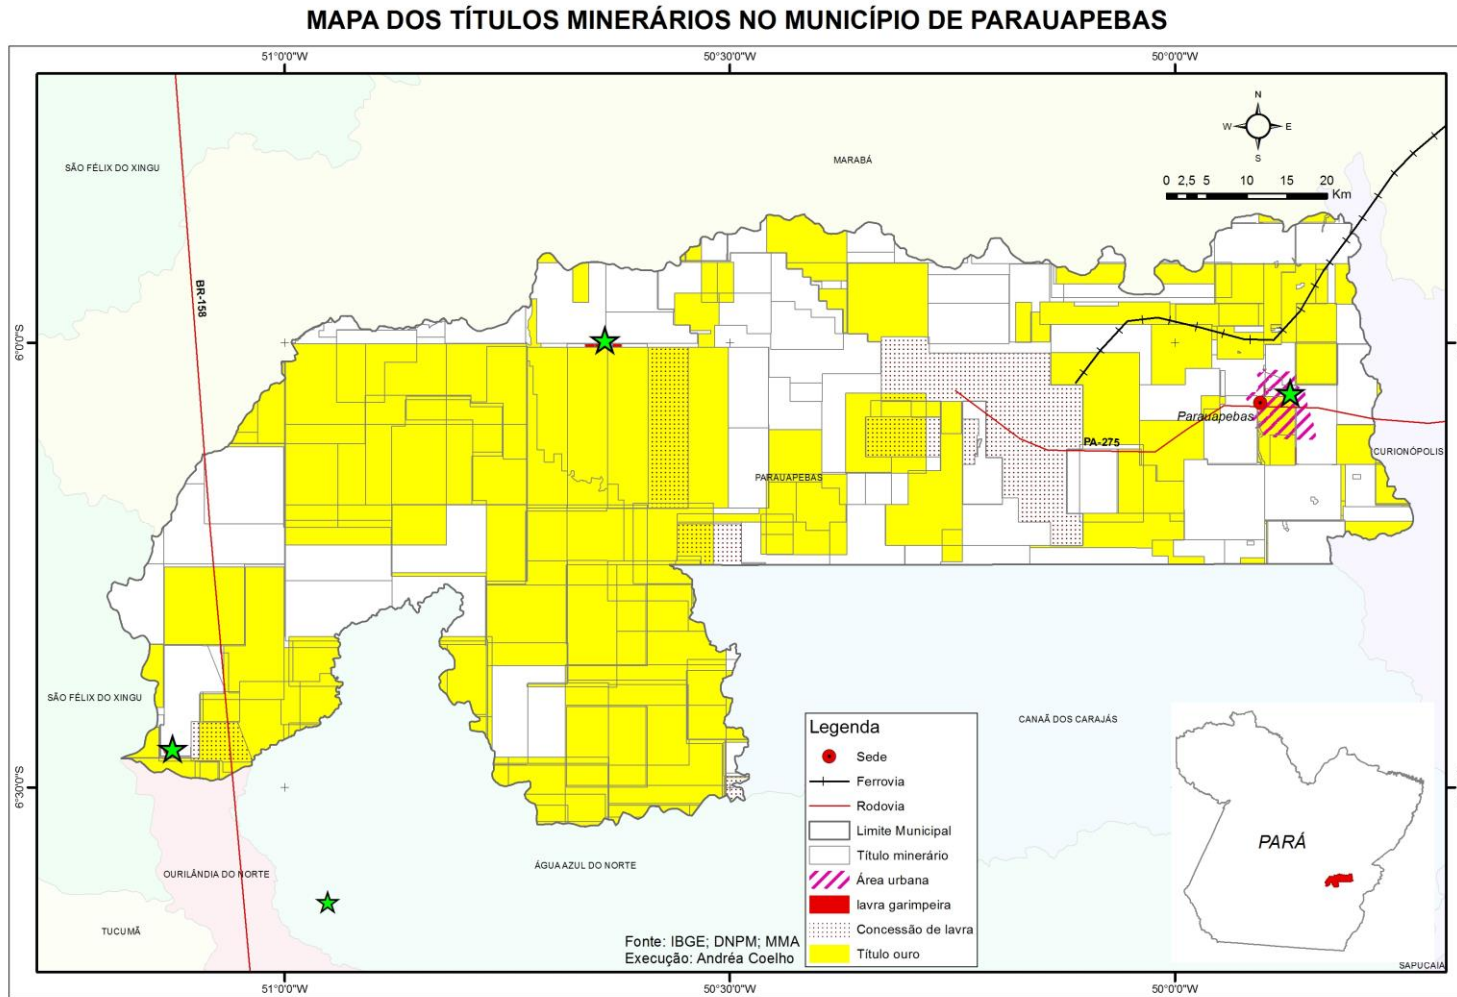 MAPA DOS TÍTULOS MINERÁRIOS NO MUNICÍPIO DE PARAUAPEBAS
51°0'0"W
50°30'0"W
50°0'0"W
N
W
E
S
0 2,5 5 10 15 20
Km
SÃO FÉLIX DO XINGU
MARABÁ
BR-158
6°0'0"S
Parauapebas
PA-275
CURIONÓPOLIS
PARAUAPEBAS
SÃO FÉLIX DO XINGU
CANAÃ DOS CARAJÁS
6°30'0"S
OURILÂNDIA DO NORTE
ÁGUA AZUL DO NORTE
TUCUMÃ
Legenda
Sede
Ferrovia
Rodovia
Limite Municipal
Título minerário
Área urbana
lavra garimpeira
Concessão de lavra
Título ouro
PARÁ
Fonte: IBGE; DNPM; MMA
Execução: Andréa Coelho
SAPUCAIA
51°0'0"W
50°30'0"W
50°0'0"W